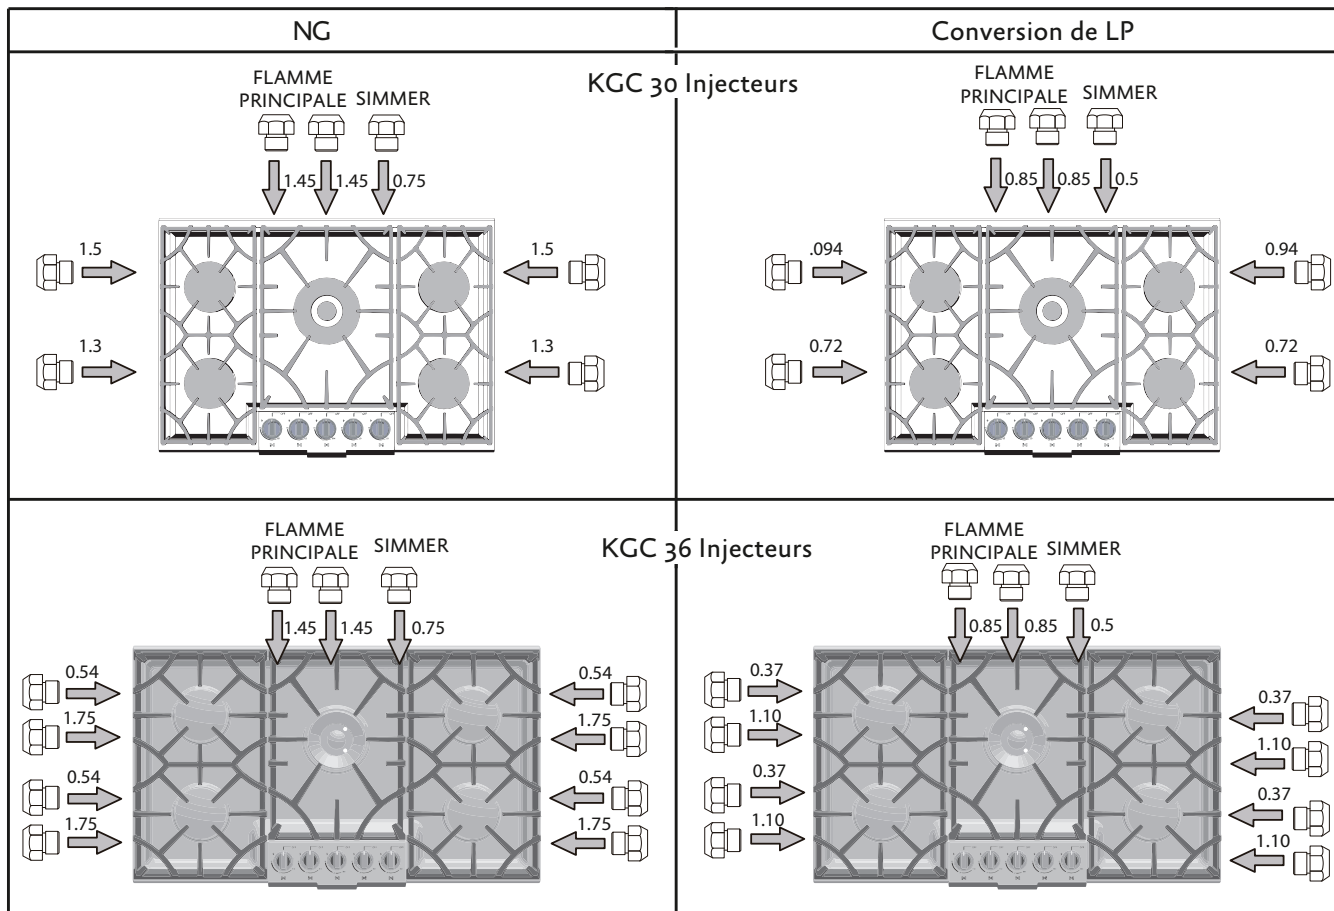 NG
Conversion de LP
KGC 30 Injecteurs
FLAMME
PRINCIPALE
SIMMER
1.45
1.45
0.75
1.5
1.5
1.3
1.3
FLAMME
PRINCIPALE
SIMMER
0.85
0.85
0.5
.094
0.94
0.72
0.72
KGC 36 Injecteurs
FLAMME
PRINCIPALE
SIMMER
1.45
1.45
0.75
0.54
0.54
1.75
1.75
0.54
0.54
1.75
1.75
FLAMME
PRINCIPALE
SIMMER
0.85
0.85
0.5
0.37
0.37
1.10
1.10
0.37
0.37
1.10
1.10